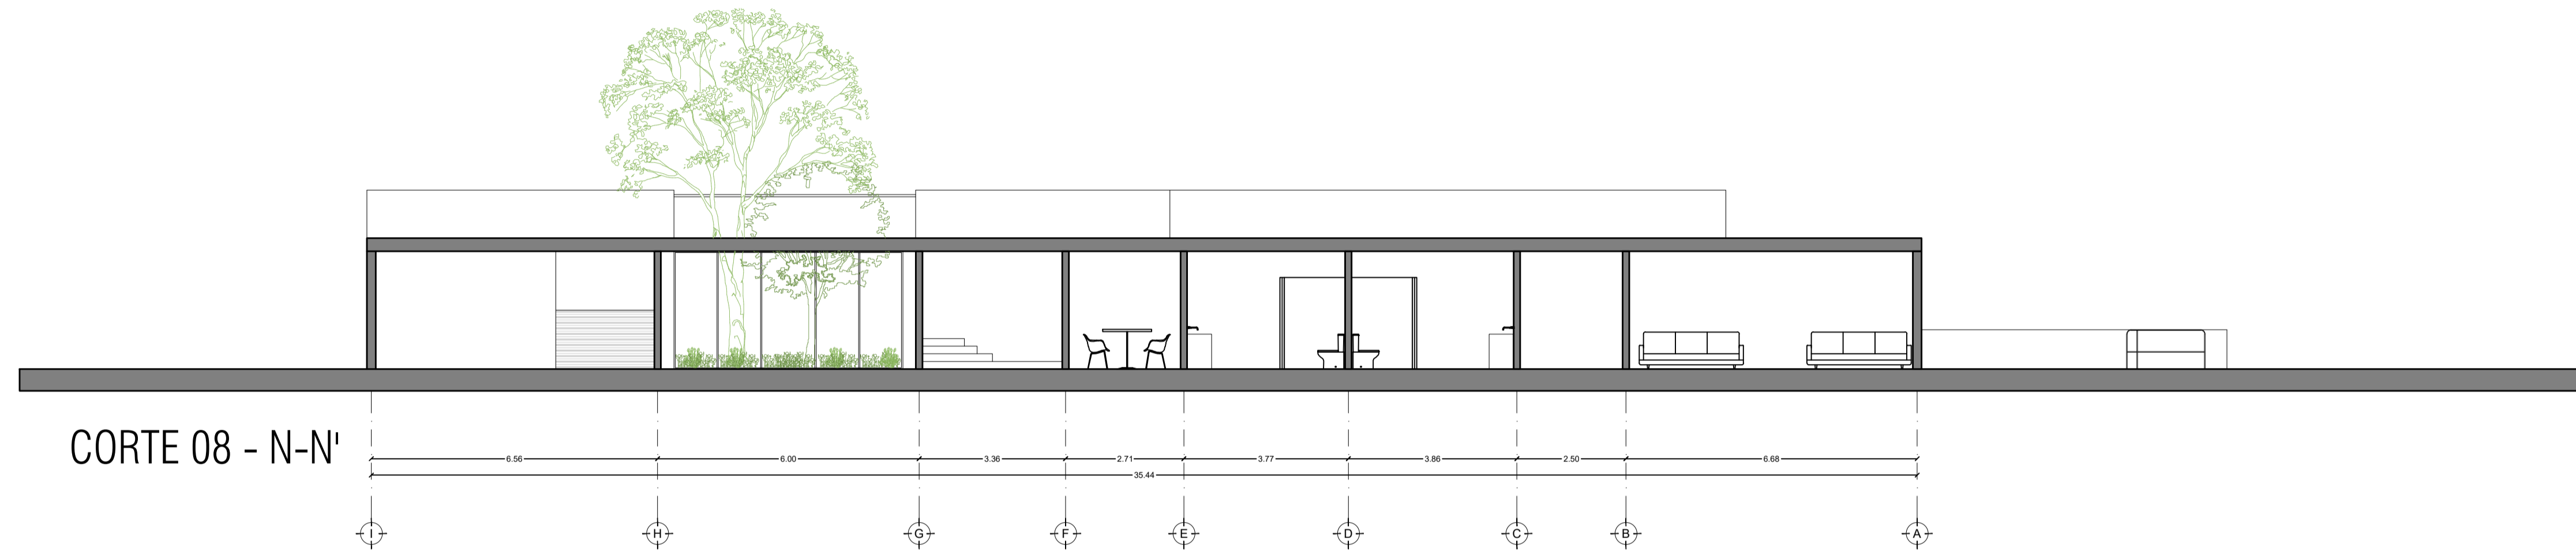 CORTE 08 - N-N'
6.56 6.00 3.36 2.71 3.77 3.86 2.50 6.68
35.44
I H G F E D C B A